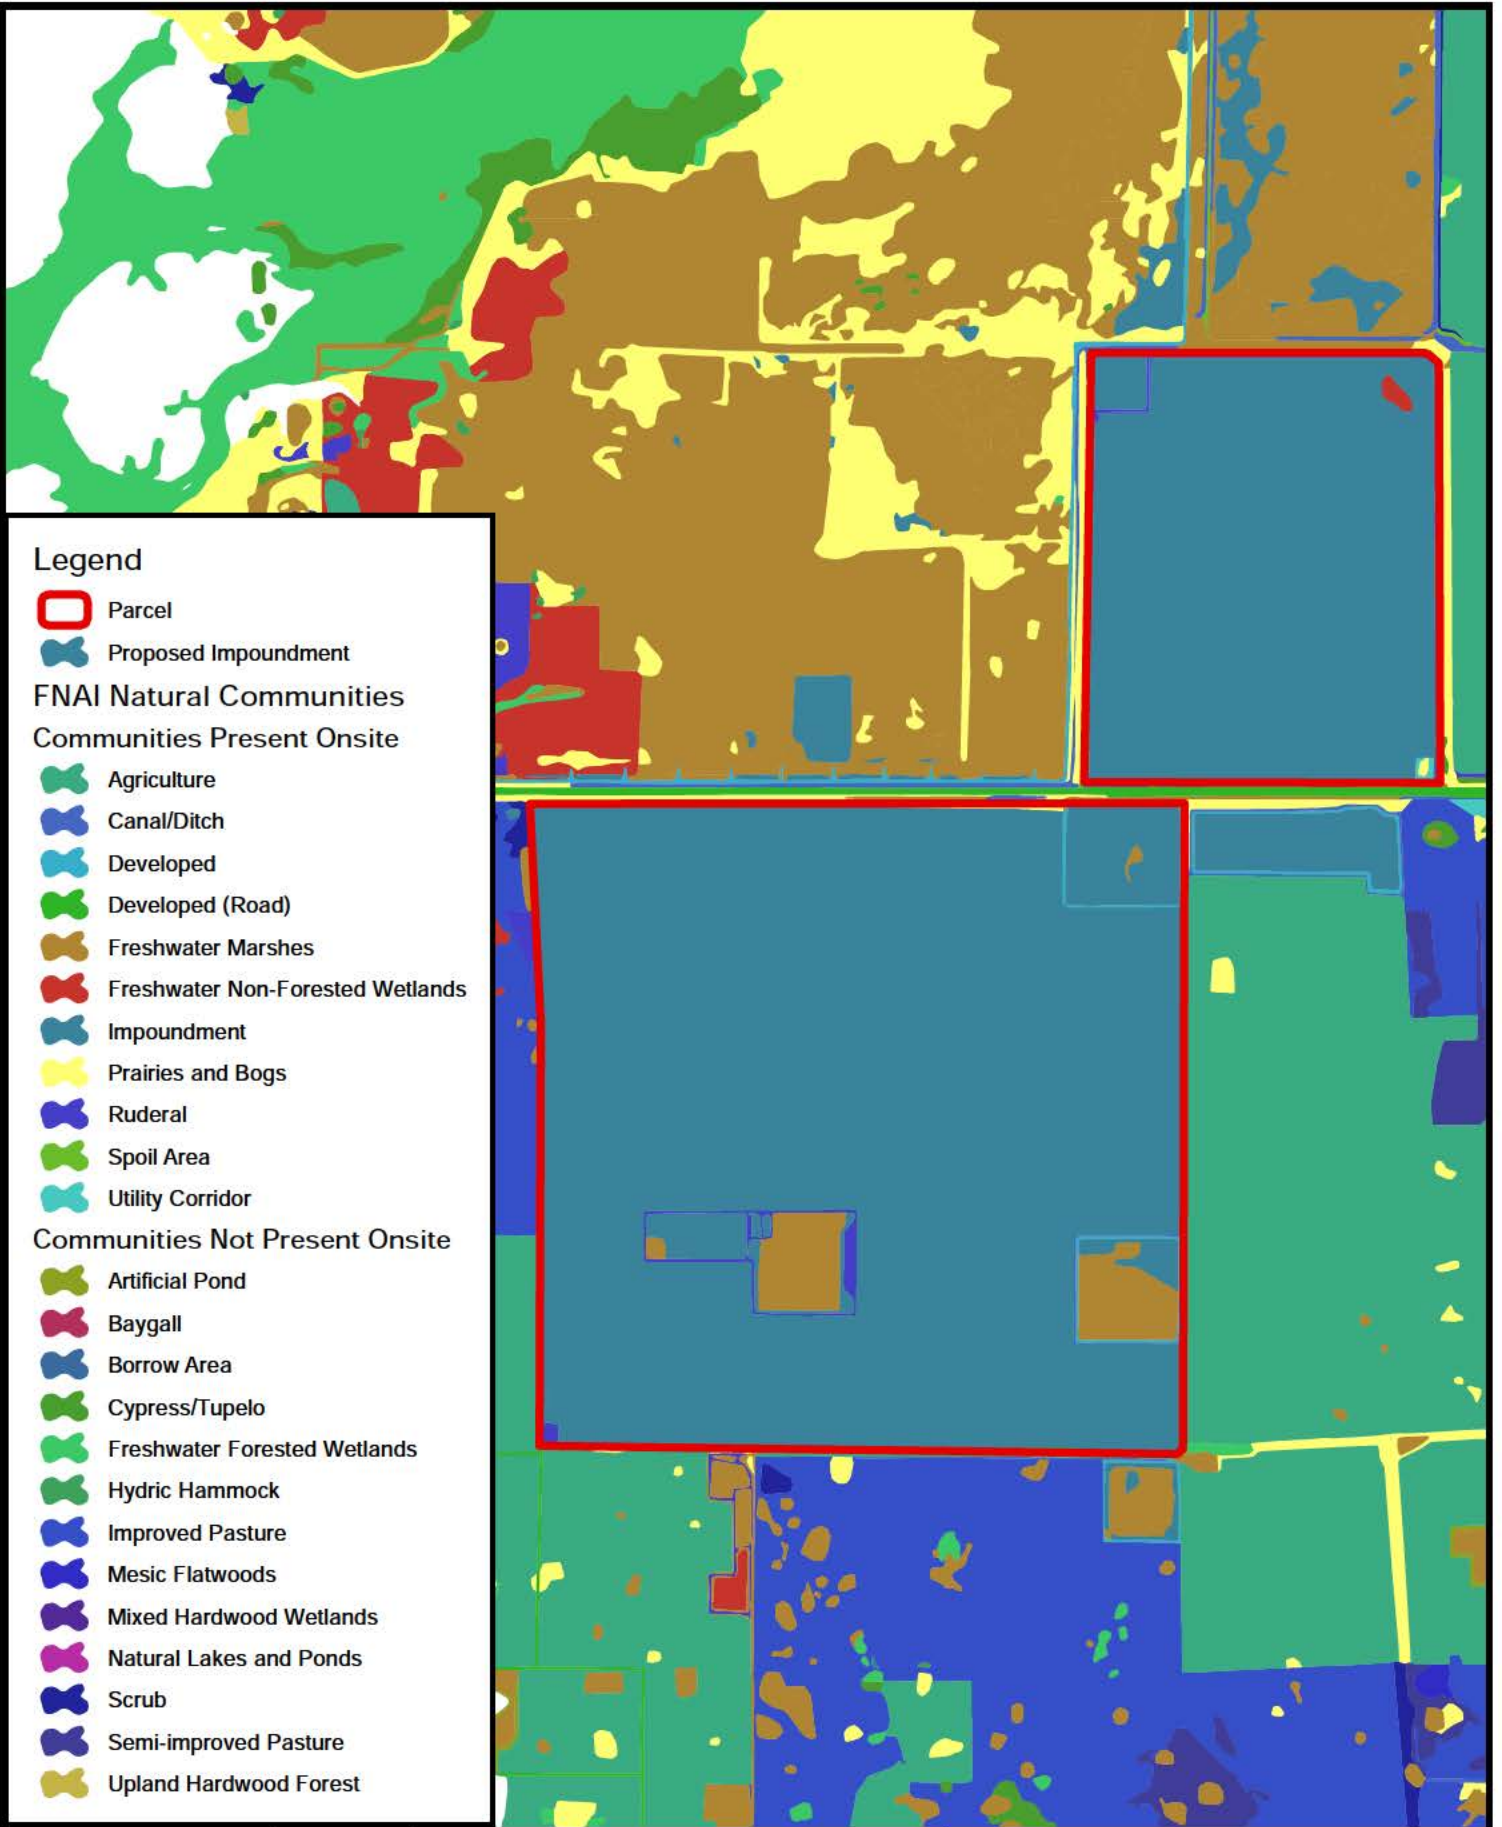 Legend
Parcel
Proposed Impoundment
FNAI Natural Communities
Communities Present Onsite
Agriculture
Canal/Ditch
Developed
Developed (Road)
Freshwater Marshes
Freshwater Non-Forested Wetlands
Impoundment
Prairies and Bogs
Ruderal
Spoil Area
Utility Corridor
Communities Not Present Onsite
Artificial Pond
Baygall
Borrow Area
Cypress/Tupelo
Freshwater Forested Wetlands
Hydric Hammock
Improved Pasture
Mesic Flatwoods
Mixed Hardwood Wetlands
Natural Lakes and Ponds
Scrub
Semi-improved Pasture
Upland Hardwood Forest